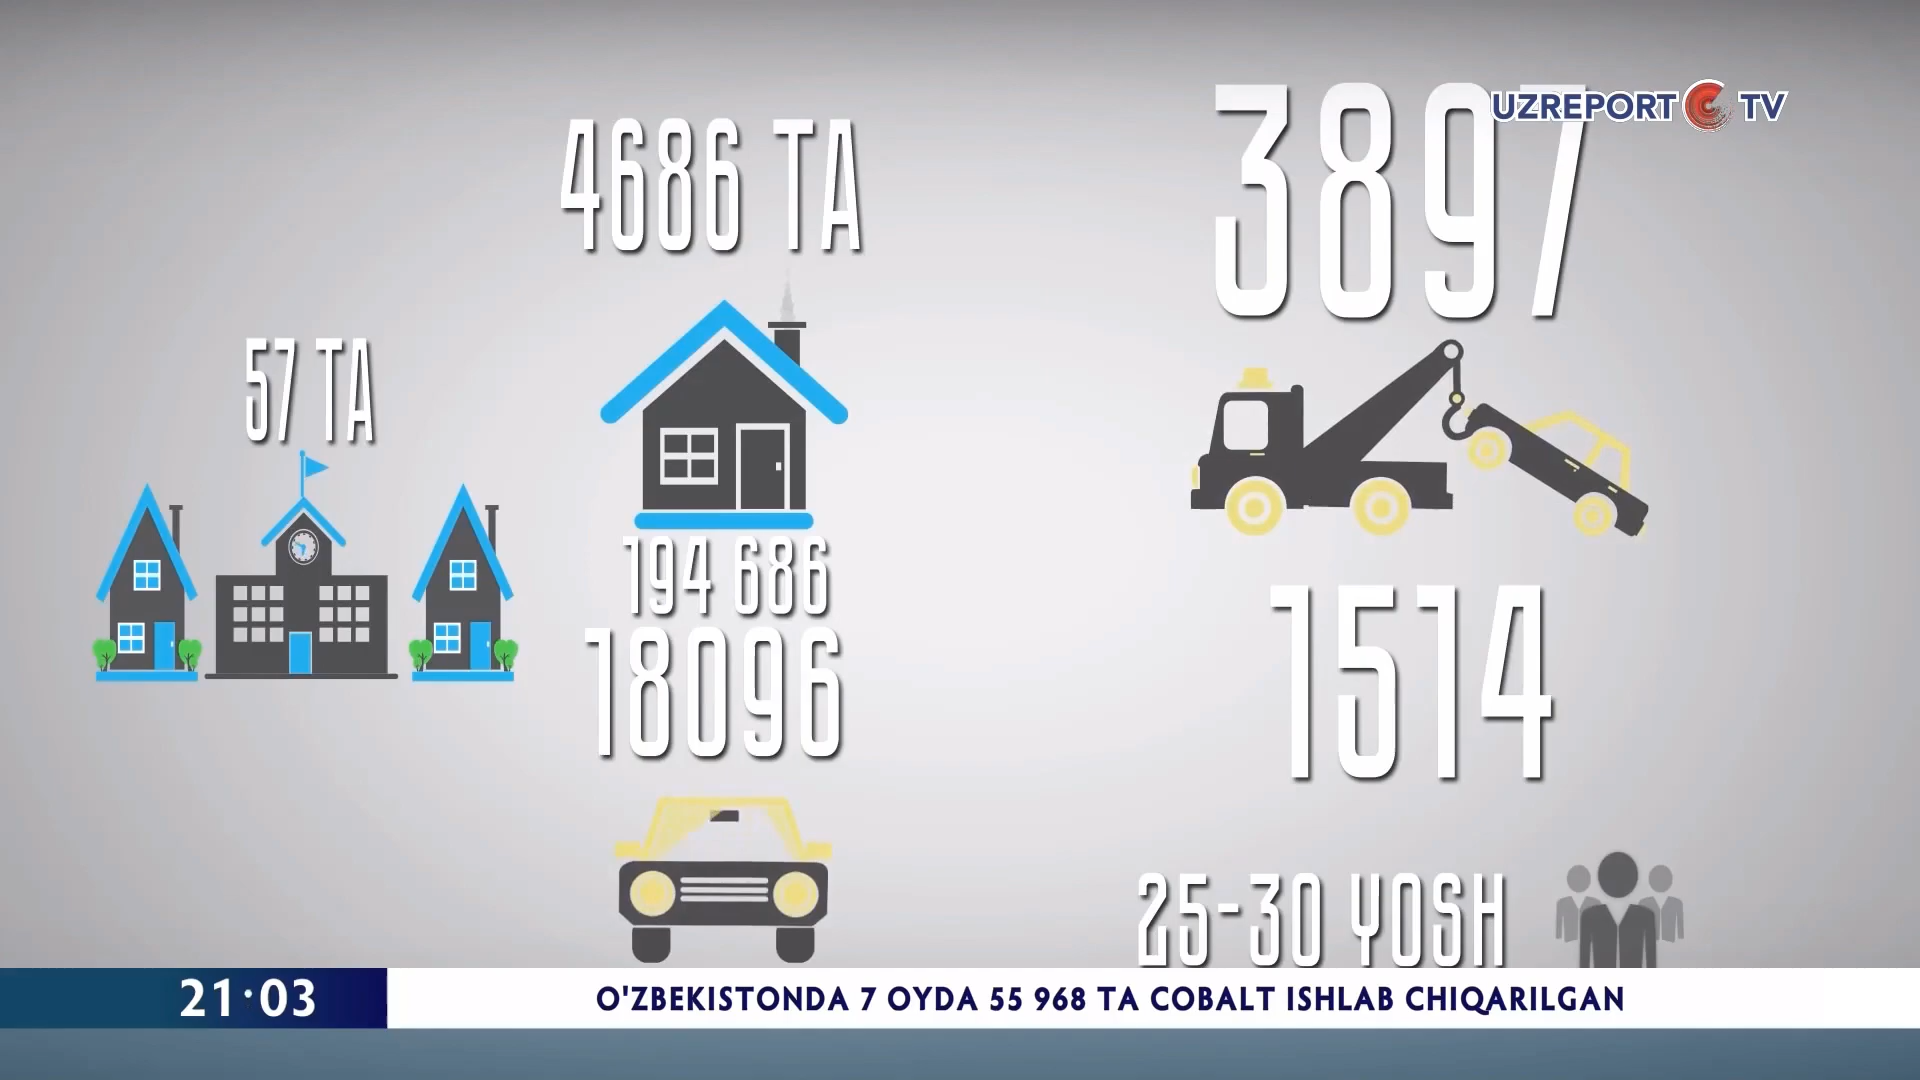 UZREPORT TV
57 TA
4686 TA
194 686
18096
3897
1514
25-30 YOSH
21:03
O'ZBEKISTONDA 7 OYDA 55 968 TA COBALT ISHLAB CHIQARILGAN